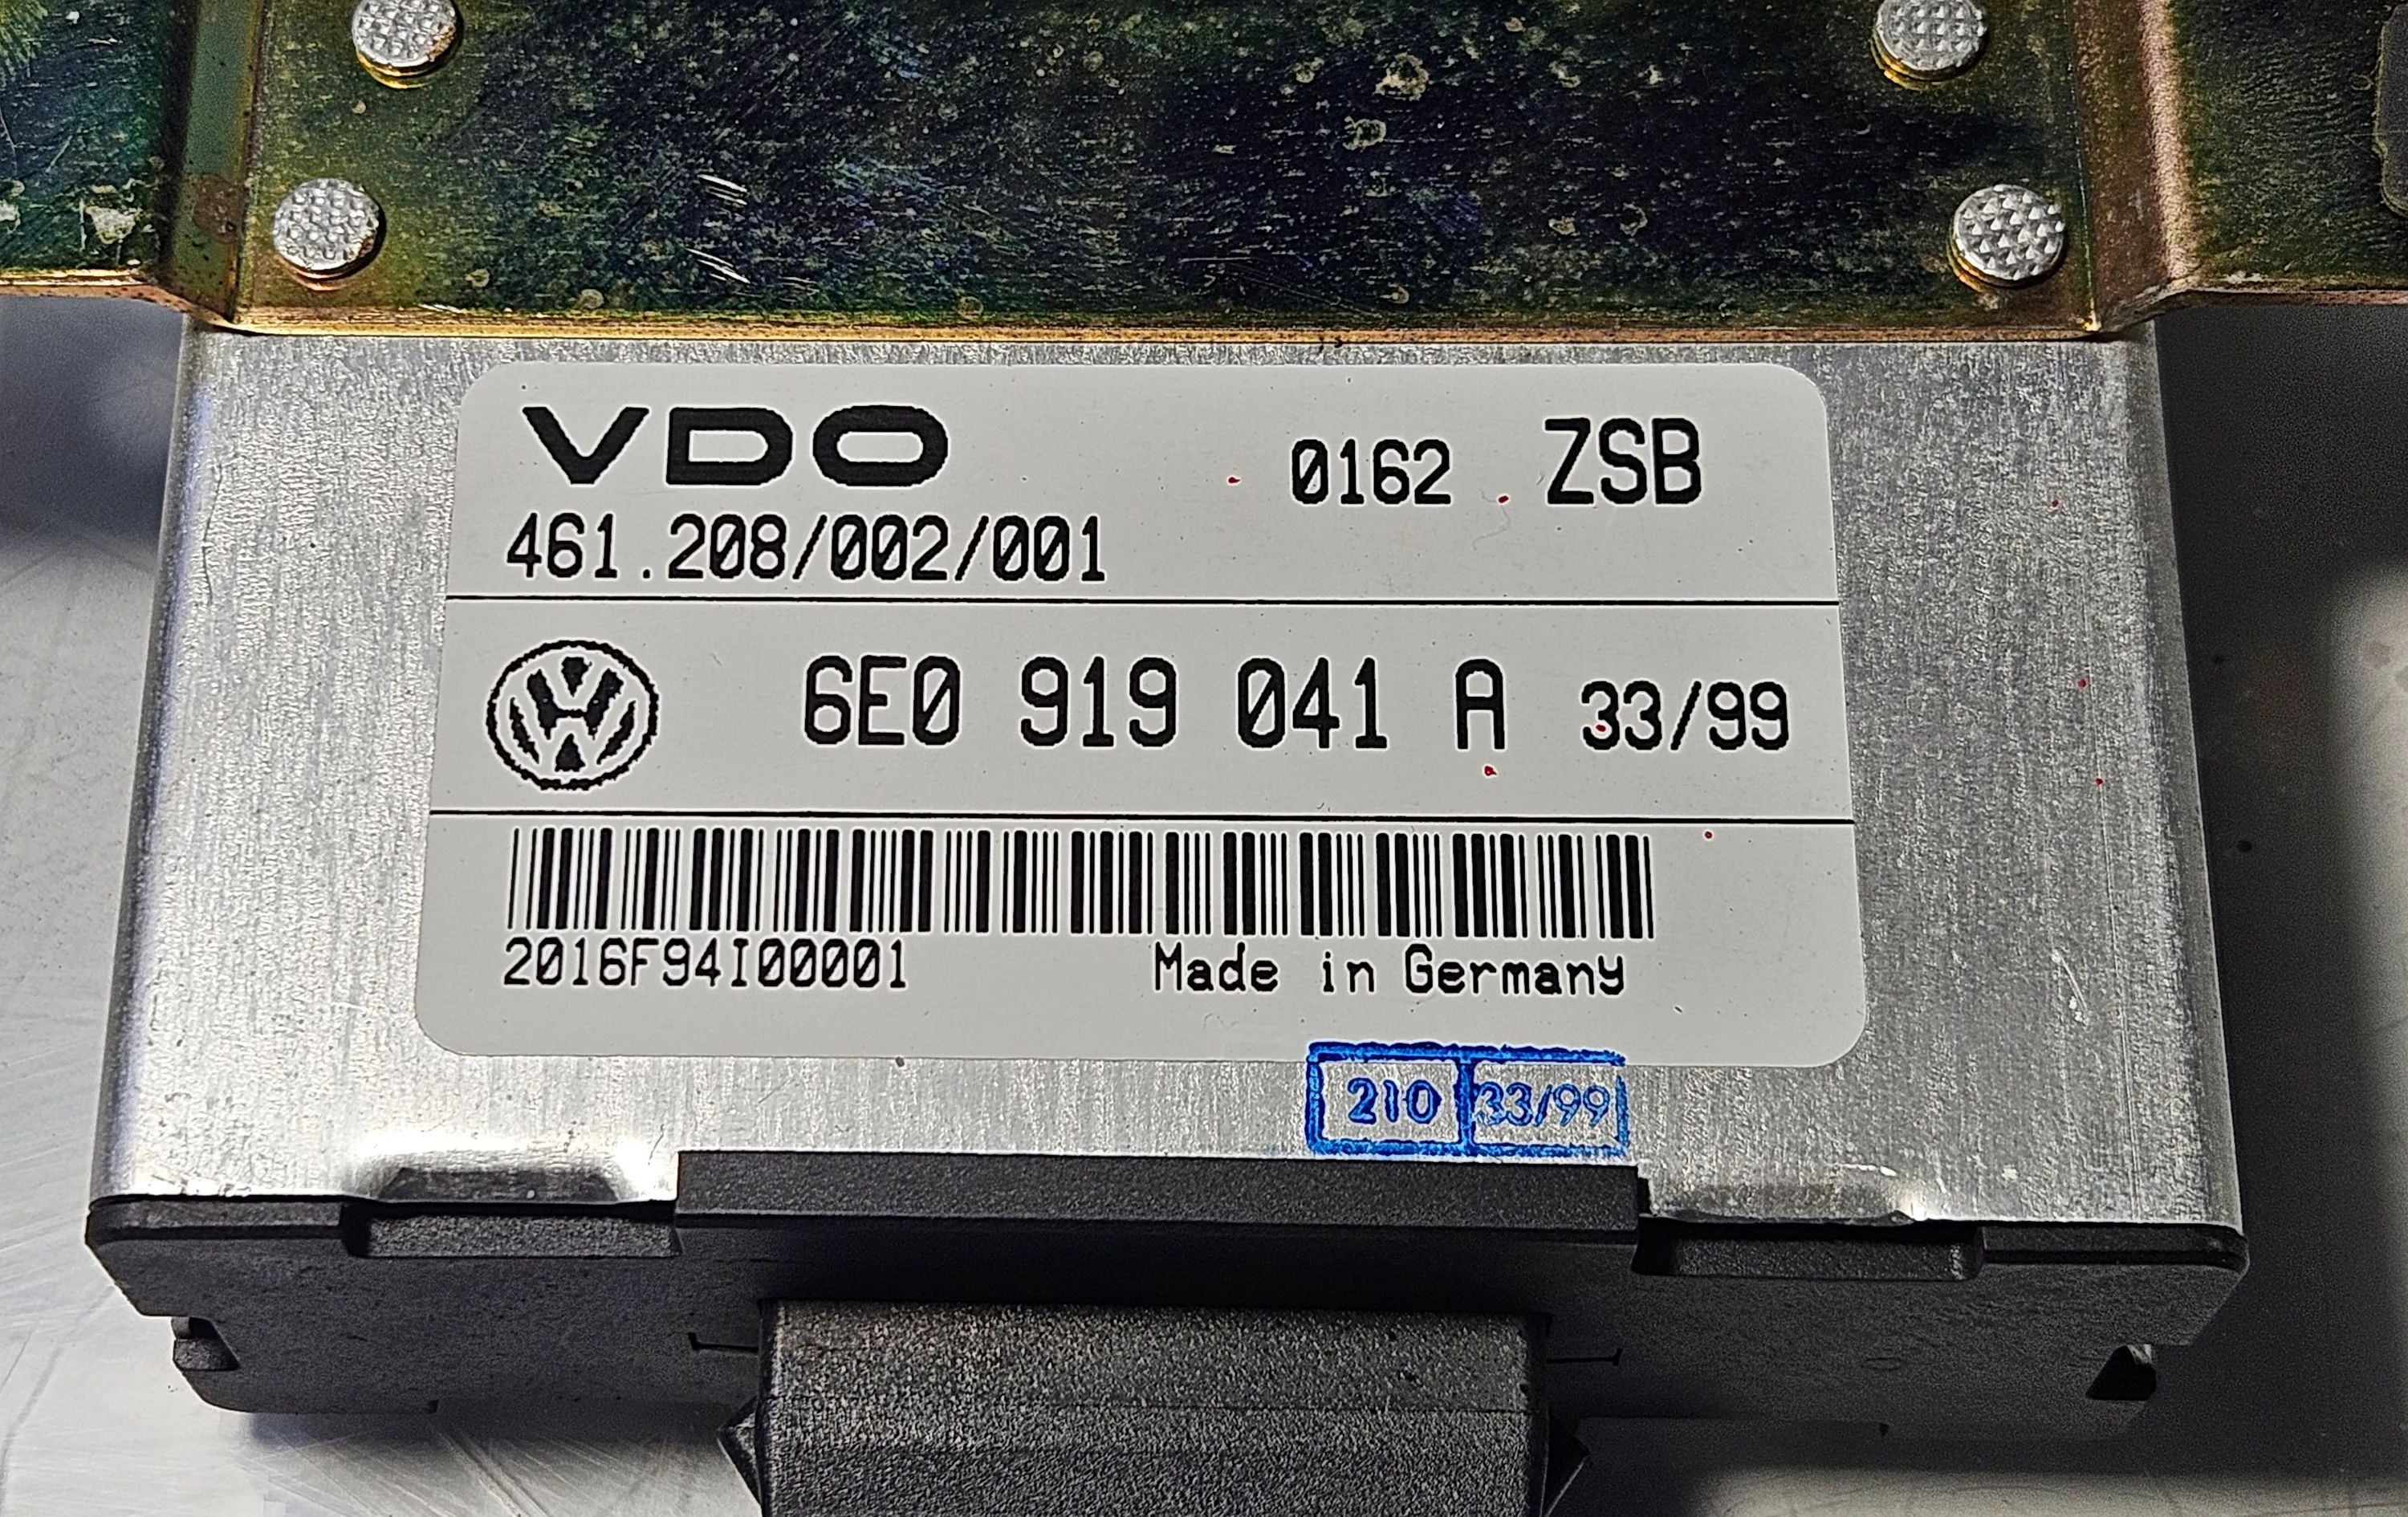 VDO 0162 ZSB
461.208/002/001
6E0 919 041 A 33/99
2016F94I00001 Made in Germany
210 33/99